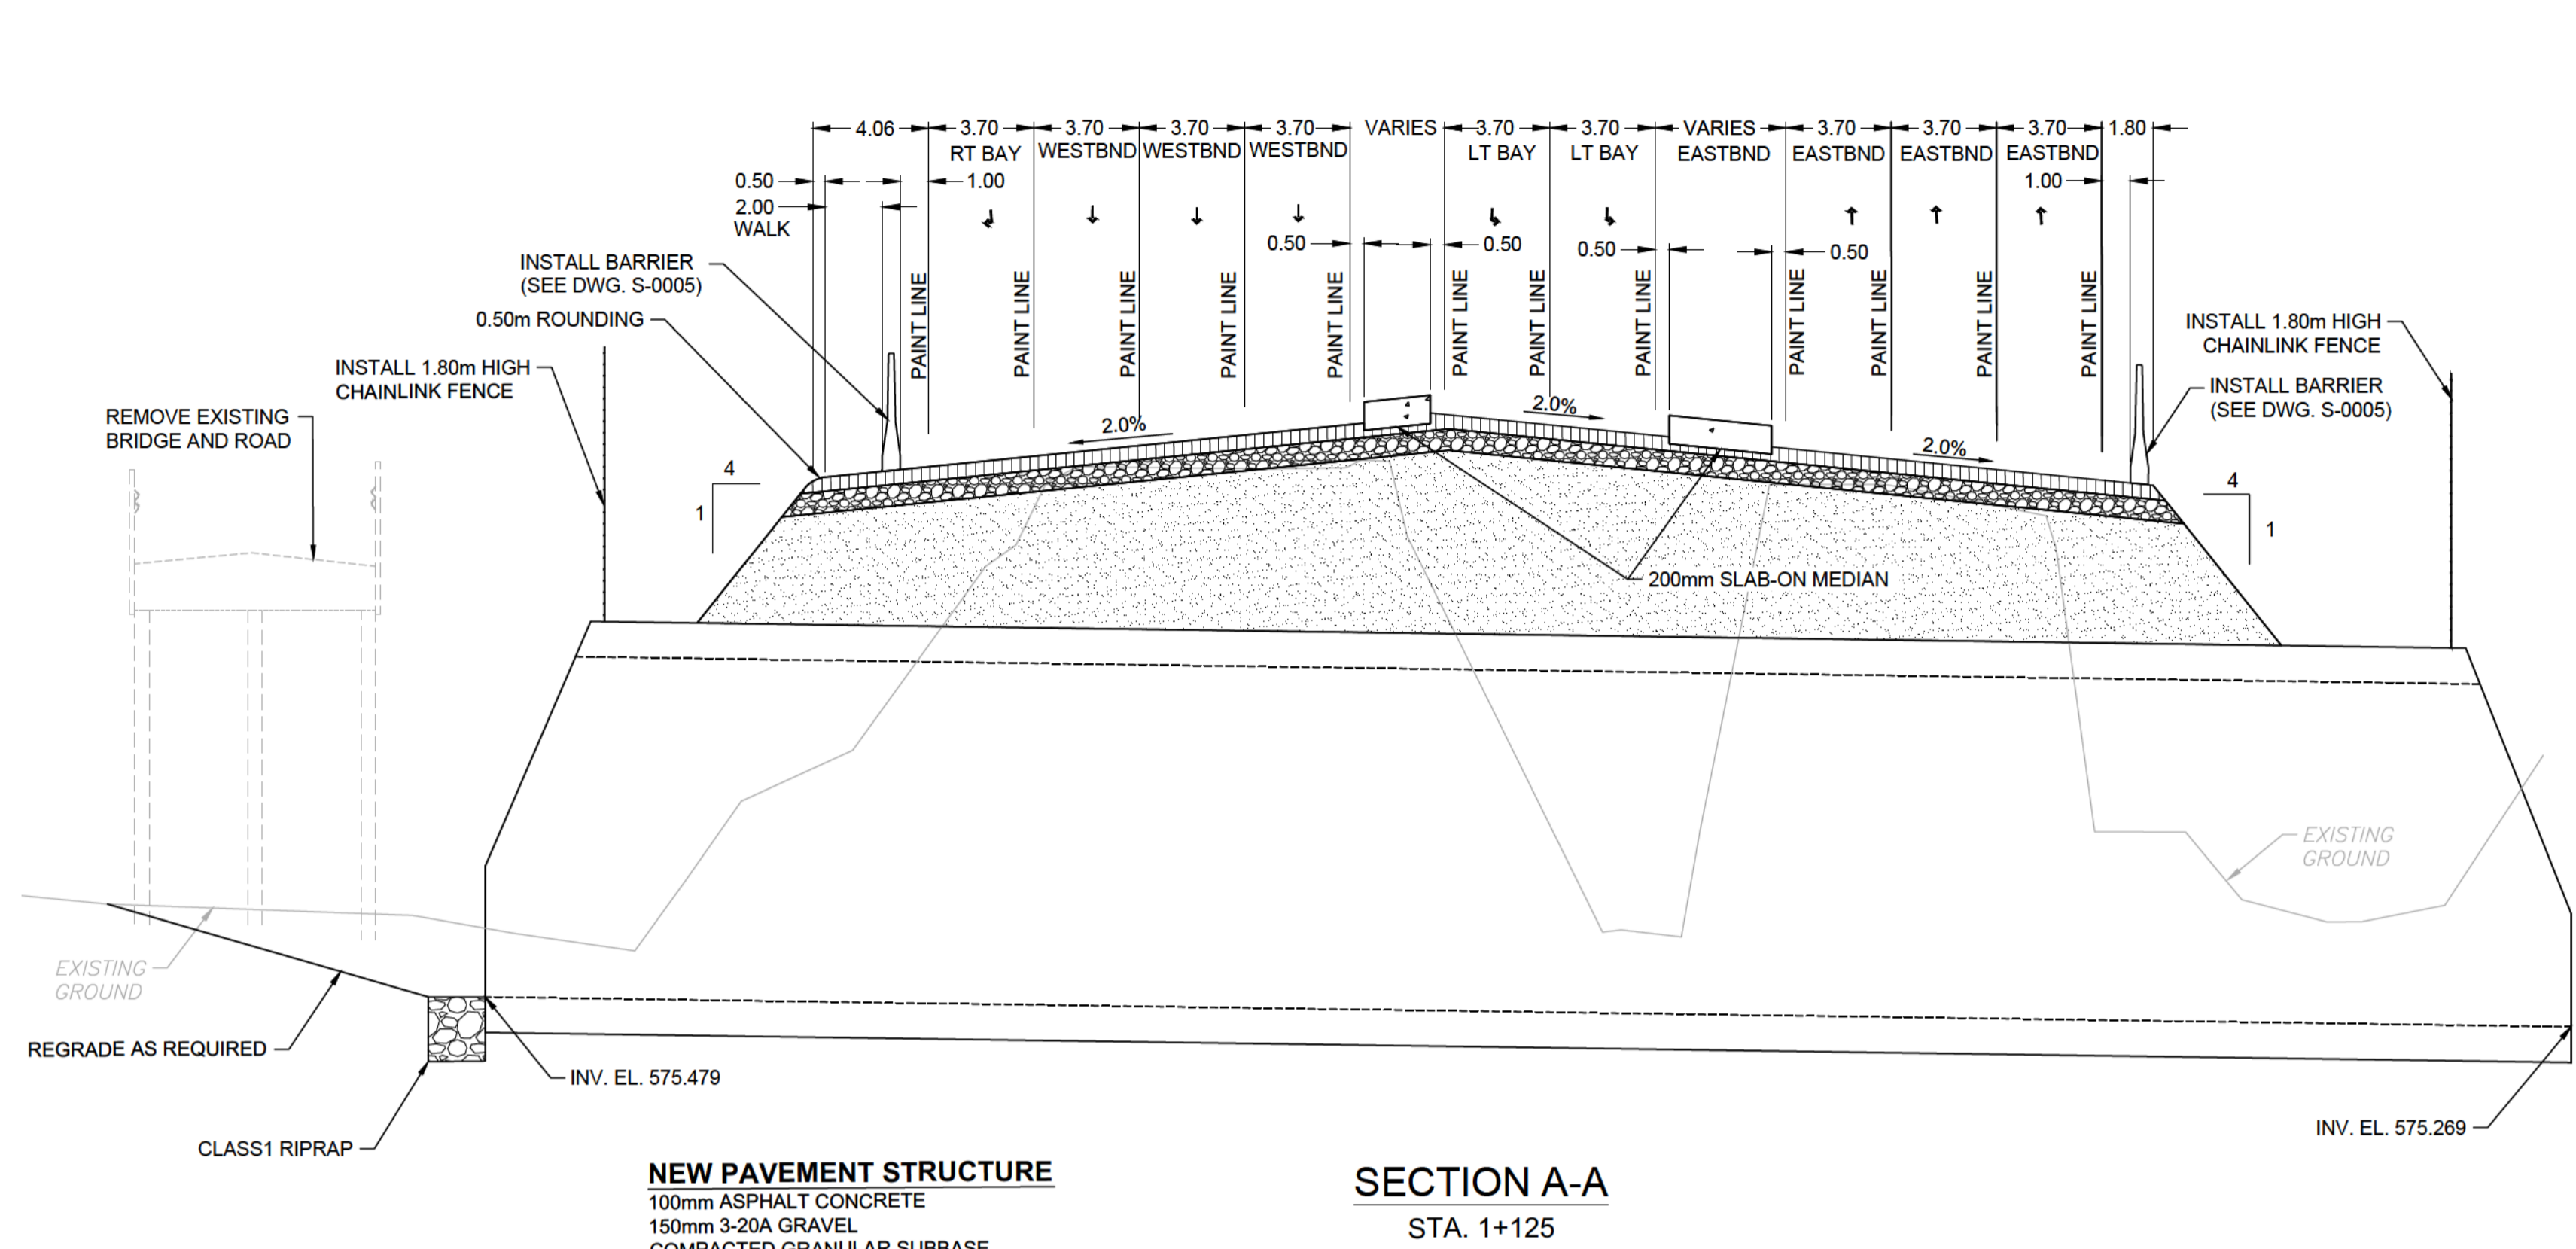 4.06 3.70 3.70 3.70 3.70 VARIES 3.70 3.70 VARIES 3.70 3.70 3.70 1.80
RT BAY WESTBND WESTBND WESTBND LT BAY LT BAY EASTBND EASTBND EASTBND EASTBND
0.50 1.00 1.00
2.00
WALK
0.50 0.50 0.50 0.50
INSTALL BARRIER
(SEE DWG. S-0005)
0.50m ROUNDING
INSTALL 1.80m HIGH
CHAINLINK FENCE
REMOVE EXISTING
BRIDGE AND ROAD
PAINT LINE
PAINT LINE
PAINT LINE
PAINT LINE
PAINT LINE
PAINT LINE
PAINT LINE
PAINT LINE
PAINT LINE
PAINT LINE
PAINT LINE
PAINT LINE
INSTALL 1.80m HIGH
CHAINLINK FENCE
INSTALL BARRIER
(SEE DWG. S-0005)
2.0% 2.0% 2.0%
4
1
4
1
200mm SLAB-ON MEDIAN
EXISTING
GROUND
EXISTING
GROUND
REGRADE AS REQUIRED
INV. EL. 575.479
INV. EL. 575.269
CLASS1 RIPRAP
NEW PAVEMENT STRUCTURE
100mm ASPHALT CONCRETE
150mm 3-20A GRAVEL
COMPACTED GRANULAR SUBBASE
SECTION A-A
STA. 1+125